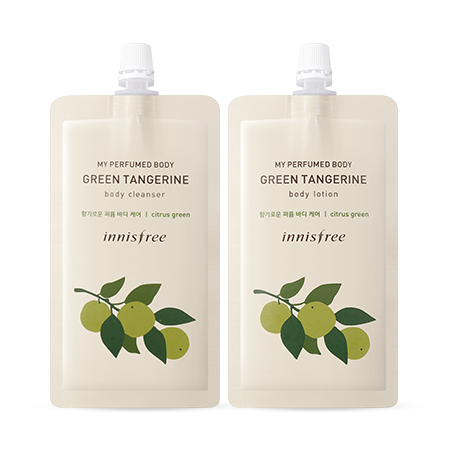 MY PERFUMED BODY
GREEN TANGERINE
body cleanser
향기로운 퍼퓸 바디 케어 | citrus green
innisfree
MY PERFUMED BODY
GREEN TANGERINE
body lotion
향기로운 퍼퓸 바디 케어 | citrus green
innisfree